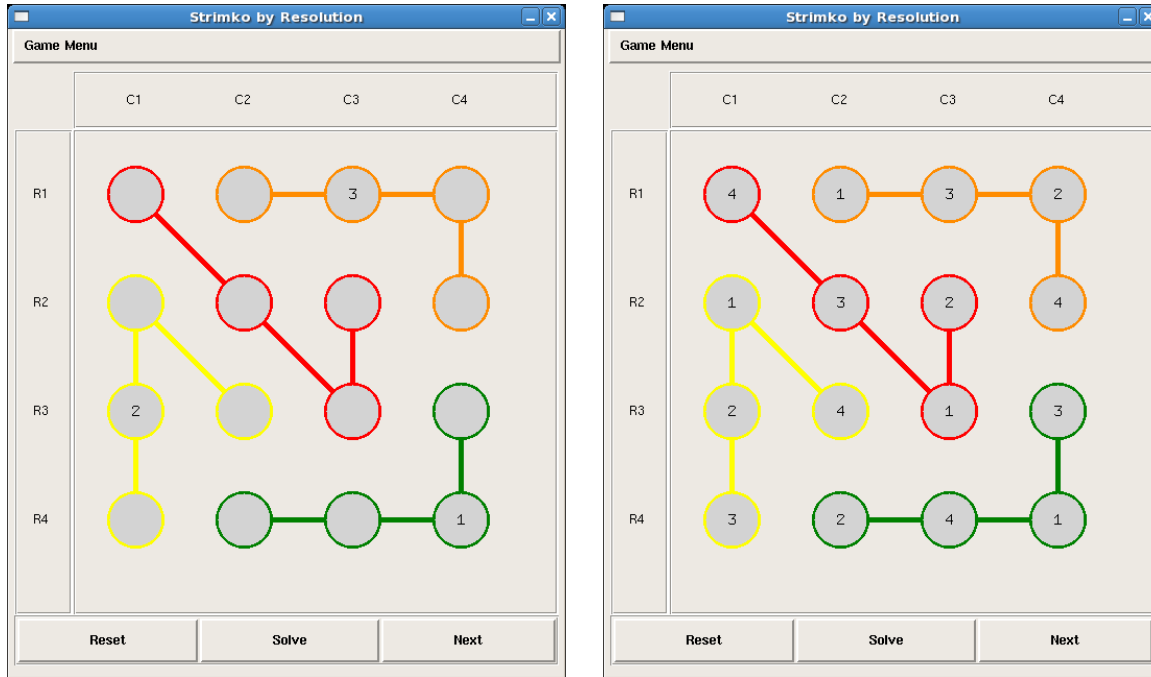 Strimko by Resolution
Game Menu
C1 C2 C3 C4
R1 3
R2
R3 2
R4 1
Reset Solve Next
Strimko by Resolution
Game Menu
C1 C2 C3 C4
R1 4 1 3 2
R2 1 3 2 4
R3 2 4 1 3
R4 3 2 4 1
Reset Solve Next